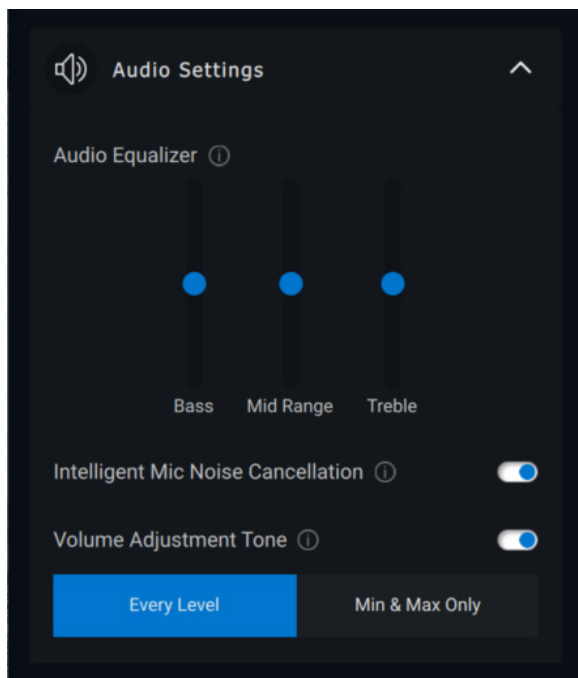 Audio Settings
Audio Equalizer
Bass Mid Range Treble
Intelligent Mic Noise Cancellation
Volume Adjustment Tone
Every Level Min & Max Only